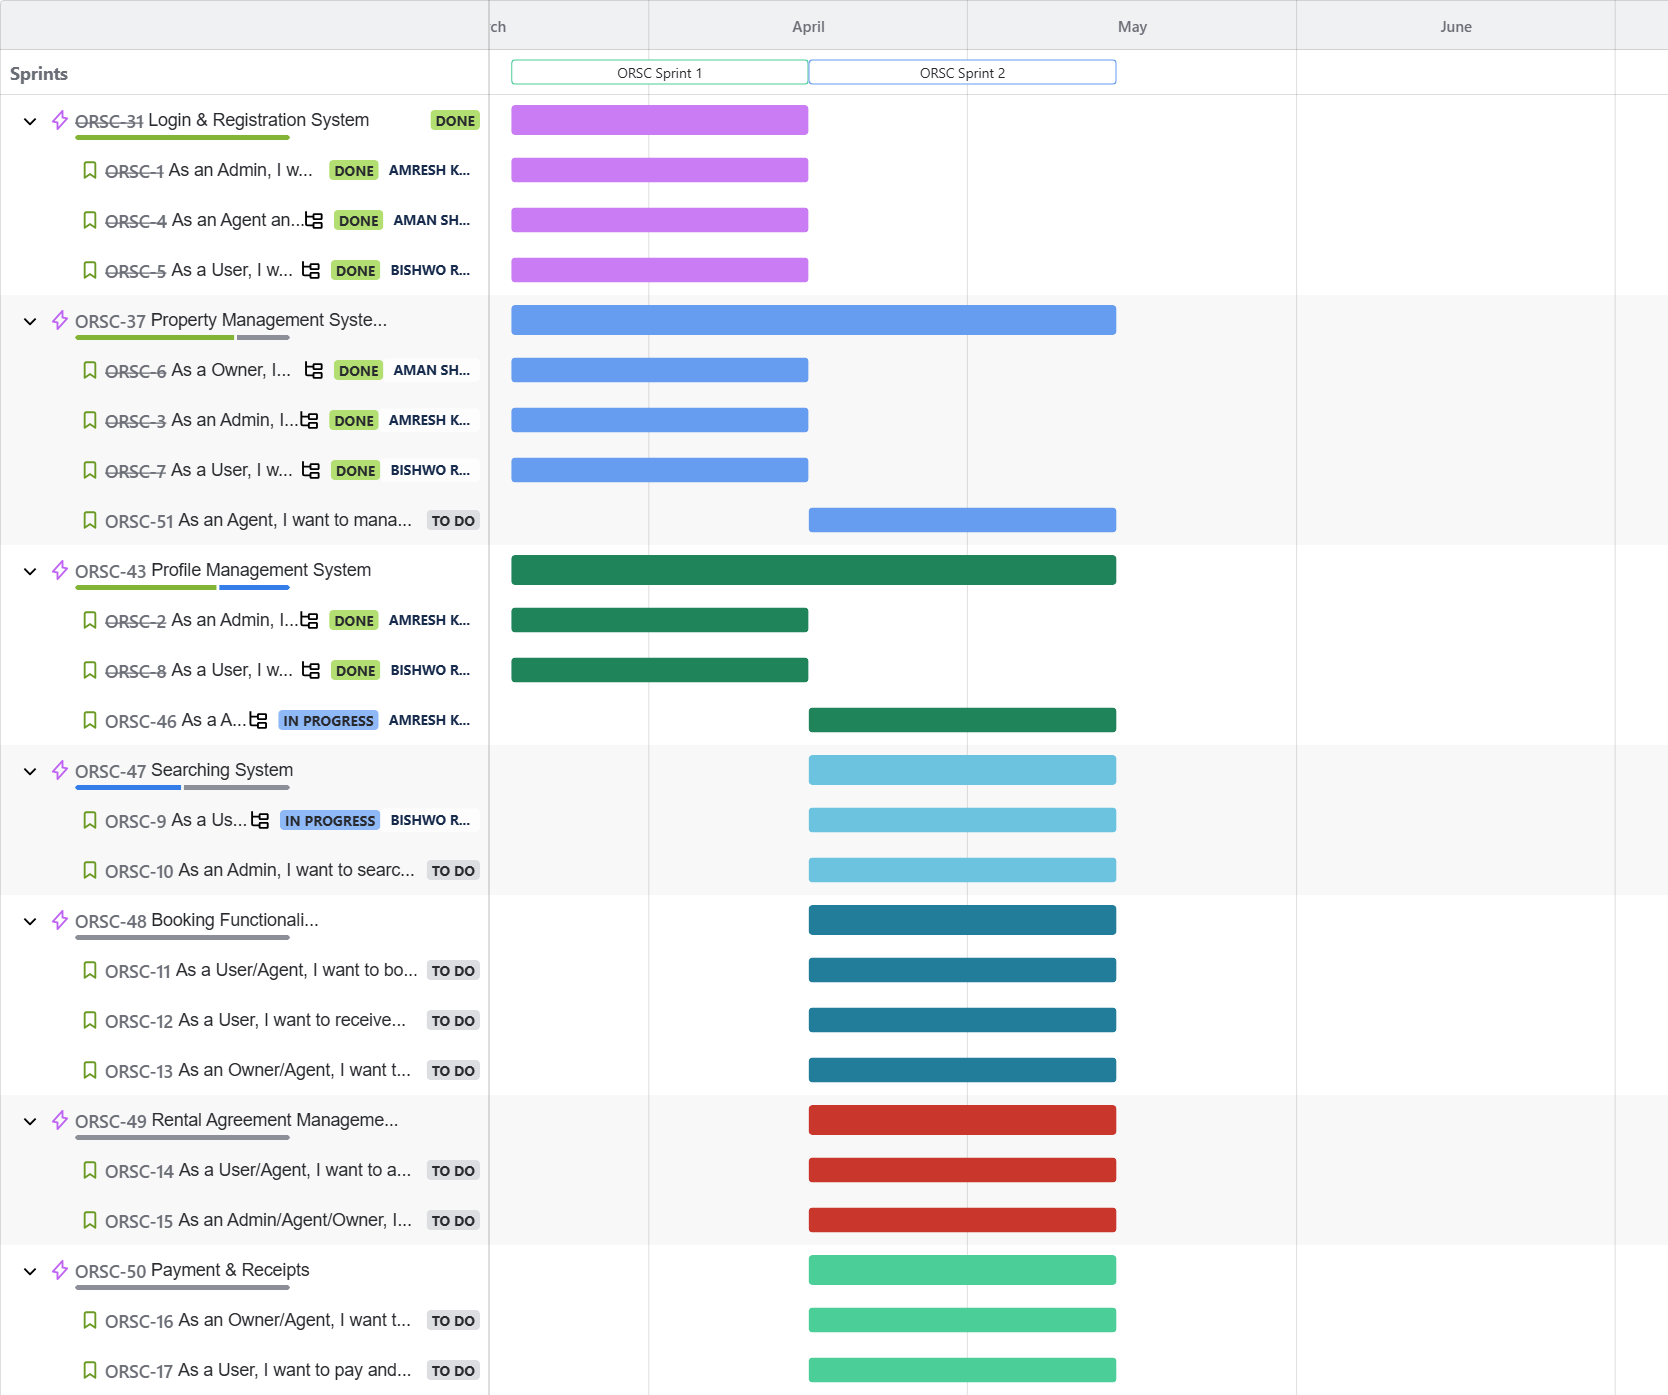 ch April May June
Sprints ORSC Sprint 1 ORSC Sprint 2
ORSC-31 Login & Registration System DONE
ORSC-1 As an Admin, I w... DONE AMRESH K...
ORSC-4 As an Agent an... DONE AMAN SH...
ORSC-5 As a User, I w... DONE BISHWO R...
ORSC-37 Property Management Syste...
ORSC-6 As a Owner, I... DONE AMAN SH...
ORSC-3 As an Admin, I... DONE AMRESH K...
ORSC-7 As a User, I w... DONE BISHWO R...
ORSC-51 As an Agent, I want to mana... TO DO
ORSC-43 Profile Management System
ORSC-2 As an Admin, I... DONE AMRESH K...
ORSC-8 As a User, I w... DONE BISHWO R...
ORSC-46 As a A... IN PROGRESS AMRESH K...
ORSC-47 Searching System
ORSC-9 As a Us... IN PROGRESS BISHWO R...
ORSC-10 As an Admin, I want to searc... TO DO
ORSC-48 Booking Functionali...
ORSC-11 As a User/Agent, I want to bo... TO DO
ORSC-12 As a User, I want to receive... TO DO
ORSC-13 As an Owner/Agent, I want t... TO DO
ORSC-49 Rental Agreement Manageme...
ORSC-14 As a User/Agent, I want to a... TO DO
ORSC-15 As an Admin/Agent/Owner, I... TO DO
ORSC-50 Payment & Receipts
ORSC-16 As an Owner/Agent, I want t... TO DO
ORSC-17 As a User, I want to pay and... TO DO